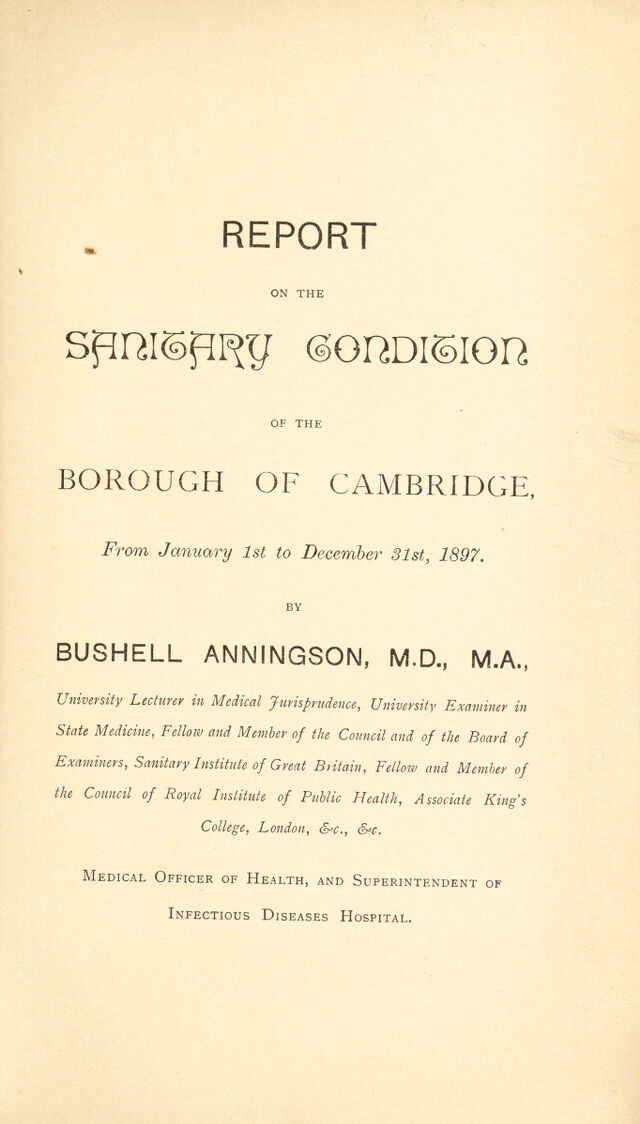 REPORT
ON THE
SANITARY CONDITION
OF THE
BOROUGH OF CAMBRIDGE,
From January 1st to December 31st, 1897.
BY
BUSHELL ANNINGSON, M.D., M.A.,
University Lecturer in Medical Jurisprudence, University Examiner in
State Medicine, Fellow and Member of the Council and of the Board of
Examiners, Sanitary Institute of Great Britain, Fellow and Member of
the Council of Royal Institute of Public Health, Associate King's
College, London, &c., &c.
MEDICAL OFFICER OF HEALTH, AND SUPERINTENDENT OF
INFECTIOUS DISEASES HOSPITAL.